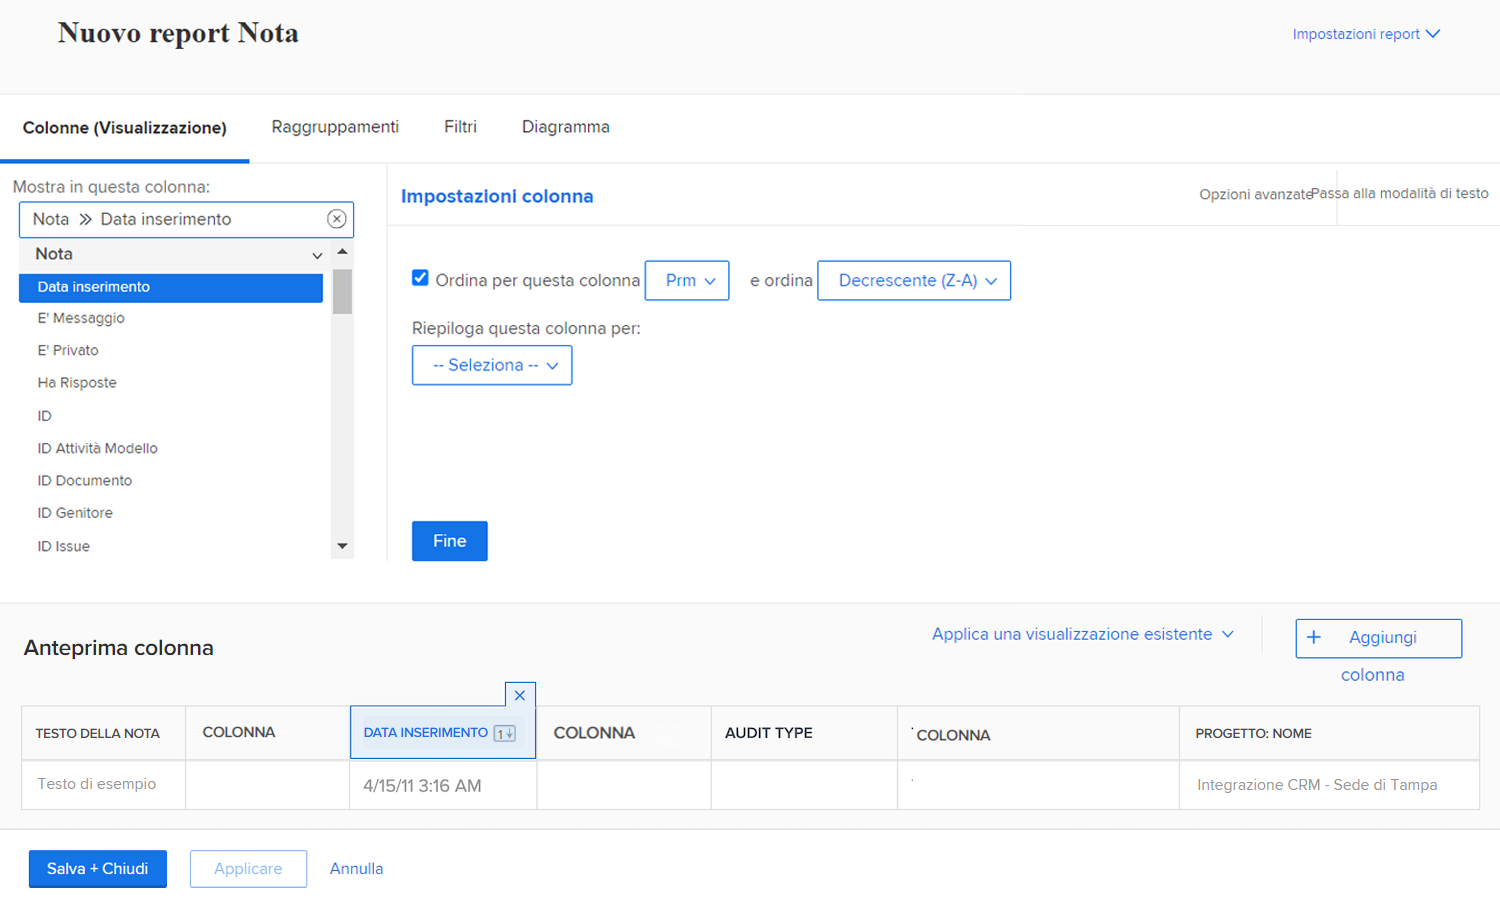 Nuovo report Nota
Impostazioni report
Colonne (Visualizzazione)
Raggruppamenti
Filtri
Diagramma
Mostra in questa colonna:
Nota » Data inserimento
Nota
Data inserimento
E' Messaggio
E' Privato
Ha Risposte
ID
ID Attività Modello
ID Documento
ID Genitore
ID Issue
Impostazioni colonna
Opzioni avanzate
Passa alla modalità di testo
Ordina per questa colonna Prm e ordina Decrescente (Z-A)
Riepiloga questa colonna per:
-- Seleziona --
Fine
Anteprima colonna
Applica una visualizzazione esistente
+ Aggiungi
colonna
TESTO DELLA NOTA COLONNA DATA INSERIMENTO 1 COLONNA AUDIT TYPE COLONNA PROGETTO: NOME
Testo di esempio 4/15/11 3:16 AM Integrazione CRM - Sede di Tampa
Salva + Chiudi
Applicare
Annulla